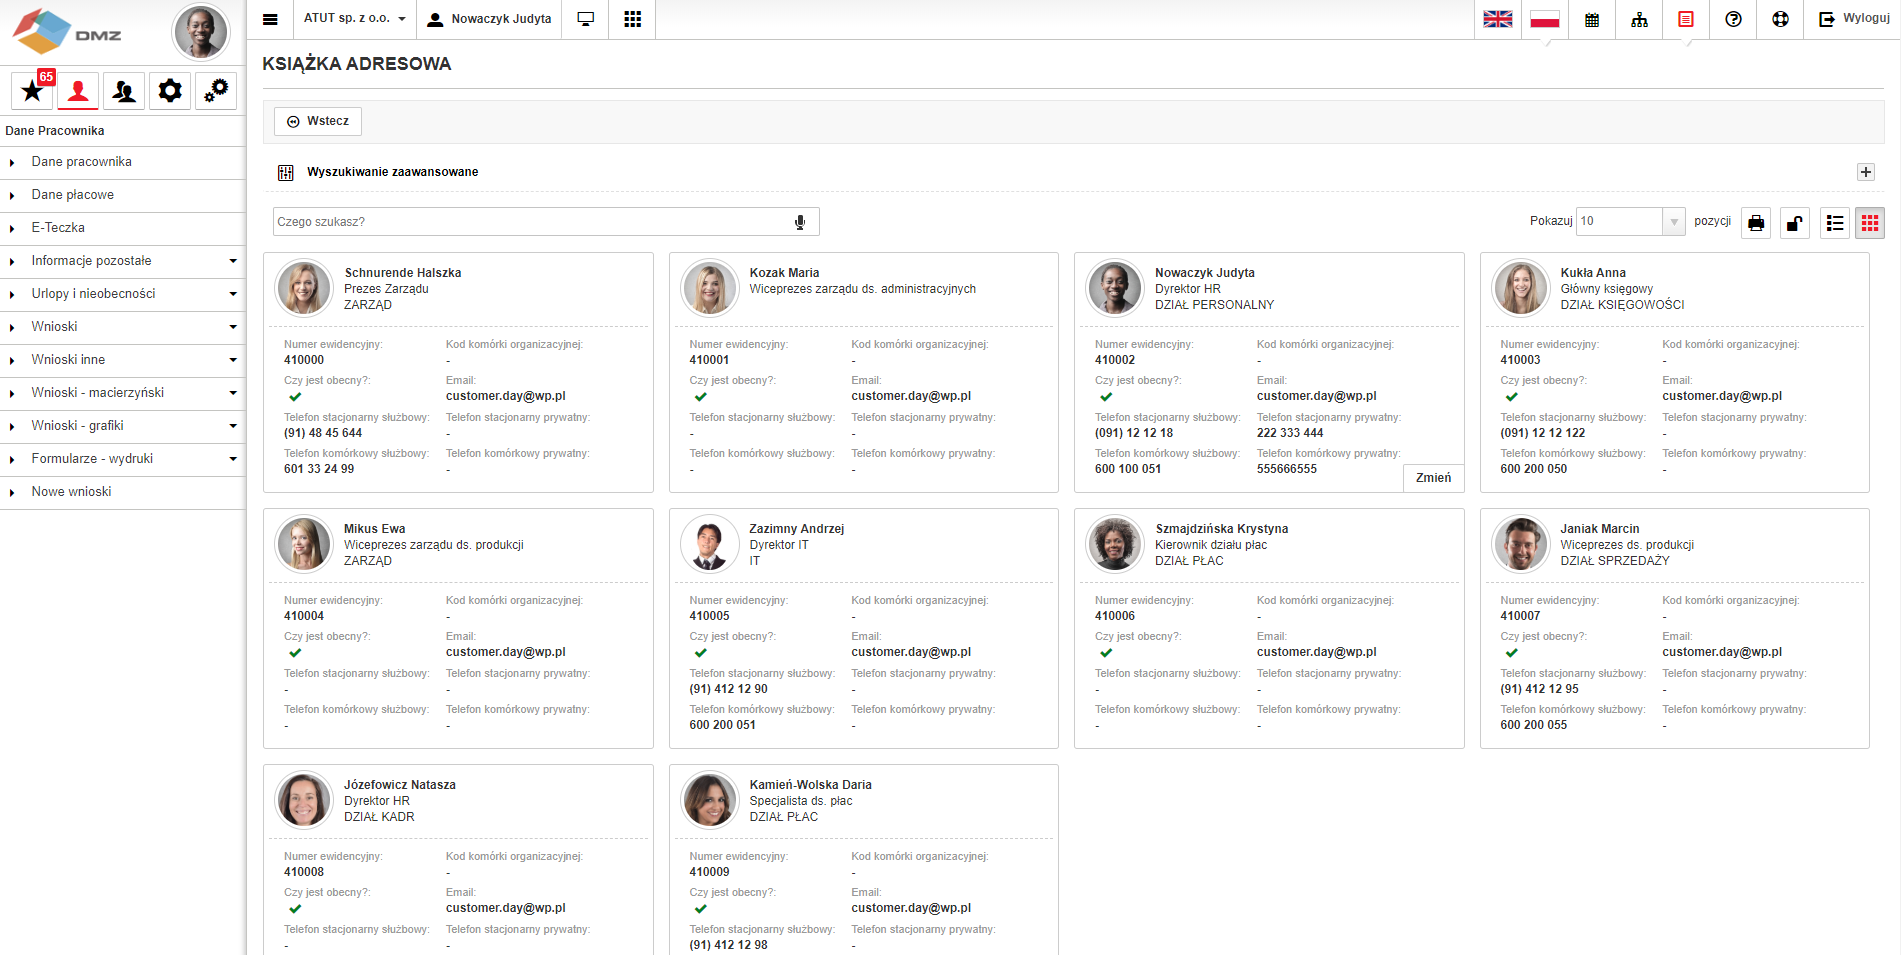 DMZ
ATUT sp. z o.o.
Nowaczyk Judyta
Wyloguj
65
Dane Pracownika
Dane pracownika
Dane płacowe
E-Teczka
Informacje pozostałe
Urlopy i nieobecności
Wnioski
Wnioski inne
Wnioski - macierzyński
Wnioski - grafiki
Formularze - wydruki
Nowe wnioski
KSIĄŻKA ADRESOWA
Wstecz
Wyszukiwanie zaawansowane
Czego szukasz?
Pokazuj 10 pozycji
Schnurende Halszka
Prezes Zarządu
ZARZĄD
Numer ewidencyjny: Kod komórki organizacyjnej:
410000 -
Czy jest obecny?: Email:
customer.day@wp.pl
Telefon stacjonarny służbowy: Telefon stacjonarny prywatny:
(91) 48 45 644 -
Telefon komórkowy służbowy: Telefon komórkowy prywatny:
601 33 24 99 -
Kozak Maria
Wiceprezes zarządu ds. administracyjnych
Numer ewidencyjny: Kod komórki organizacyjnej:
410001 -
Czy jest obecny?: Email:
customer.day@wp.pl
Telefon stacjonarny służbowy: Telefon stacjonarny prywatny:
- -
Telefon komórkowy służbowy: Telefon komórkowy prywatny:
- -
Nowaczyk Judyta
Dyrektor HR
DZIAŁ PERSONALNY
Numer ewidencyjny: Kod komórki organizacyjnej:
410002 -
Czy jest obecny?: Email:
customer.day@wp.pl
Telefon stacjonarny służbowy: Telefon stacjonarny prywatny:
(091) 12 12 18 222 333 444
Telefon komórkowy służbowy: Telefon komórkowy prywatny:
600 100 051 555666555
Zmień
Kukła Anna
Główny księgowy
DZIAŁ KSIĘGOWOŚCI
Numer ewidencyjny: Kod komórki organizacyjnej:
410003 -
Czy jest obecny?: Email:
customer.day@wp.pl
Telefon stacjonarny służbowy: Telefon stacjonarny prywatny:
(091) 12 12 122 -
Telefon komórkowy służbowy: Telefon komórkowy prywatny:
600 200 050 -
Mikus Ewa
Wiceprezes zarządu ds. produkcji
ZARZĄD
Numer ewidencyjny: Kod komórki organizacyjnej:
410004 -
Czy jest obecny?: Email:
customer.day@wp.pl
Telefon stacjonarny służbowy: Telefon stacjonarny prywatny:
- -
Telefon komórkowy służbowy: Telefon komórkowy prywatny:
- -
Zazimny Andrzej
Dyrektor IT
IT
Numer ewidencyjny: Kod komórki organizacyjnej:
410005 -
Czy jest obecny?: Email:
customer.day@wp.pl
Telefon stacjonarny służbowy: Telefon stacjonarny prywatny:
(91) 412 12 90 -
Telefon komórkowy służbowy: Telefon komórkowy prywatny:
600 200 051 -
Szmajdzińska Krystyna
Kierownik działu płac
DZIAŁ PŁAC
Numer ewidencyjny: Kod komórki organizacyjnej:
410006 -
Czy jest obecny?: Email:
customer.day@wp.pl
Telefon stacjonarny służbowy: Telefon stacjonarny prywatny:
- -
Telefon komórkowy służbowy: Telefon komórkowy prywatny:
- -
Janiak Marcin
Wiceprezes ds. produkcji
DZIAŁ SPRZEDAŻY
Numer ewidencyjny: Kod komórki organizacyjnej:
410007 -
Czy jest obecny?: Email:
customer.day@wp.pl
Telefon stacjonarny służbowy: Telefon stacjonarny prywatny:
(91) 412 12 95 -
Telefon komórkowy służbowy: Telefon komórkowy prywatny:
600 200 055 -
Józefowicz Natasza
Dyrektor HR
DZIAŁ KADR
Numer ewidencyjny: Kod komórki organizacyjnej:
410008 -
Czy jest obecny?: Email:
customer.day@wp.pl
Telefon stacjonarny służbowy: Telefon stacjonarny prywatny:
- -
Kamień-Wolska Daria
Specjalista ds. płac
DZIAŁ PŁAC
Numer ewidencyjny: Kod komórki organizacyjnej:
410009 -
Czy jest obecny?: Email:
customer.day@wp.pl
Telefon stacjonarny służbowy: Telefon stacjonarny prywatny:
(91) 412 12 98 -